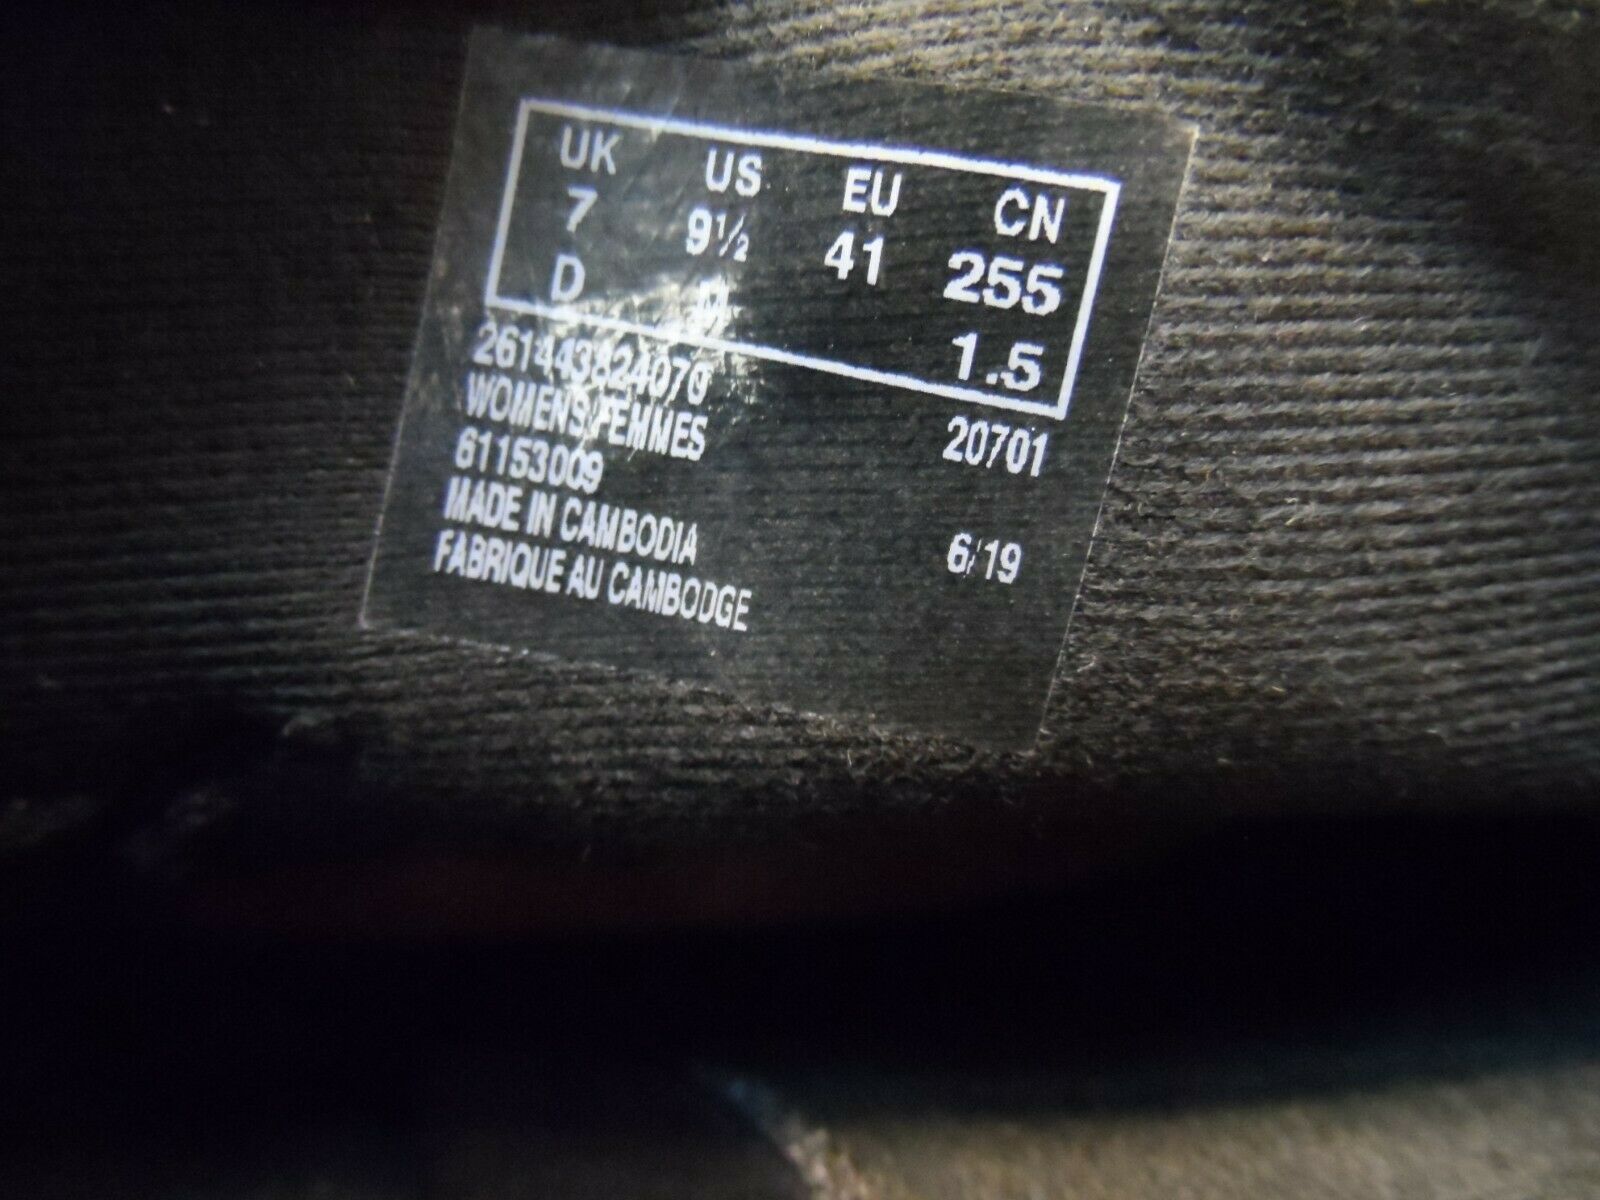 UK US EU CN
7 9½ 41 255
D M 1.5
261443824070
WOMENS/FEMMES 20701
61153009
MADE IN CAMBODIA 6/19
FABRIQUE AU CAMBODGE